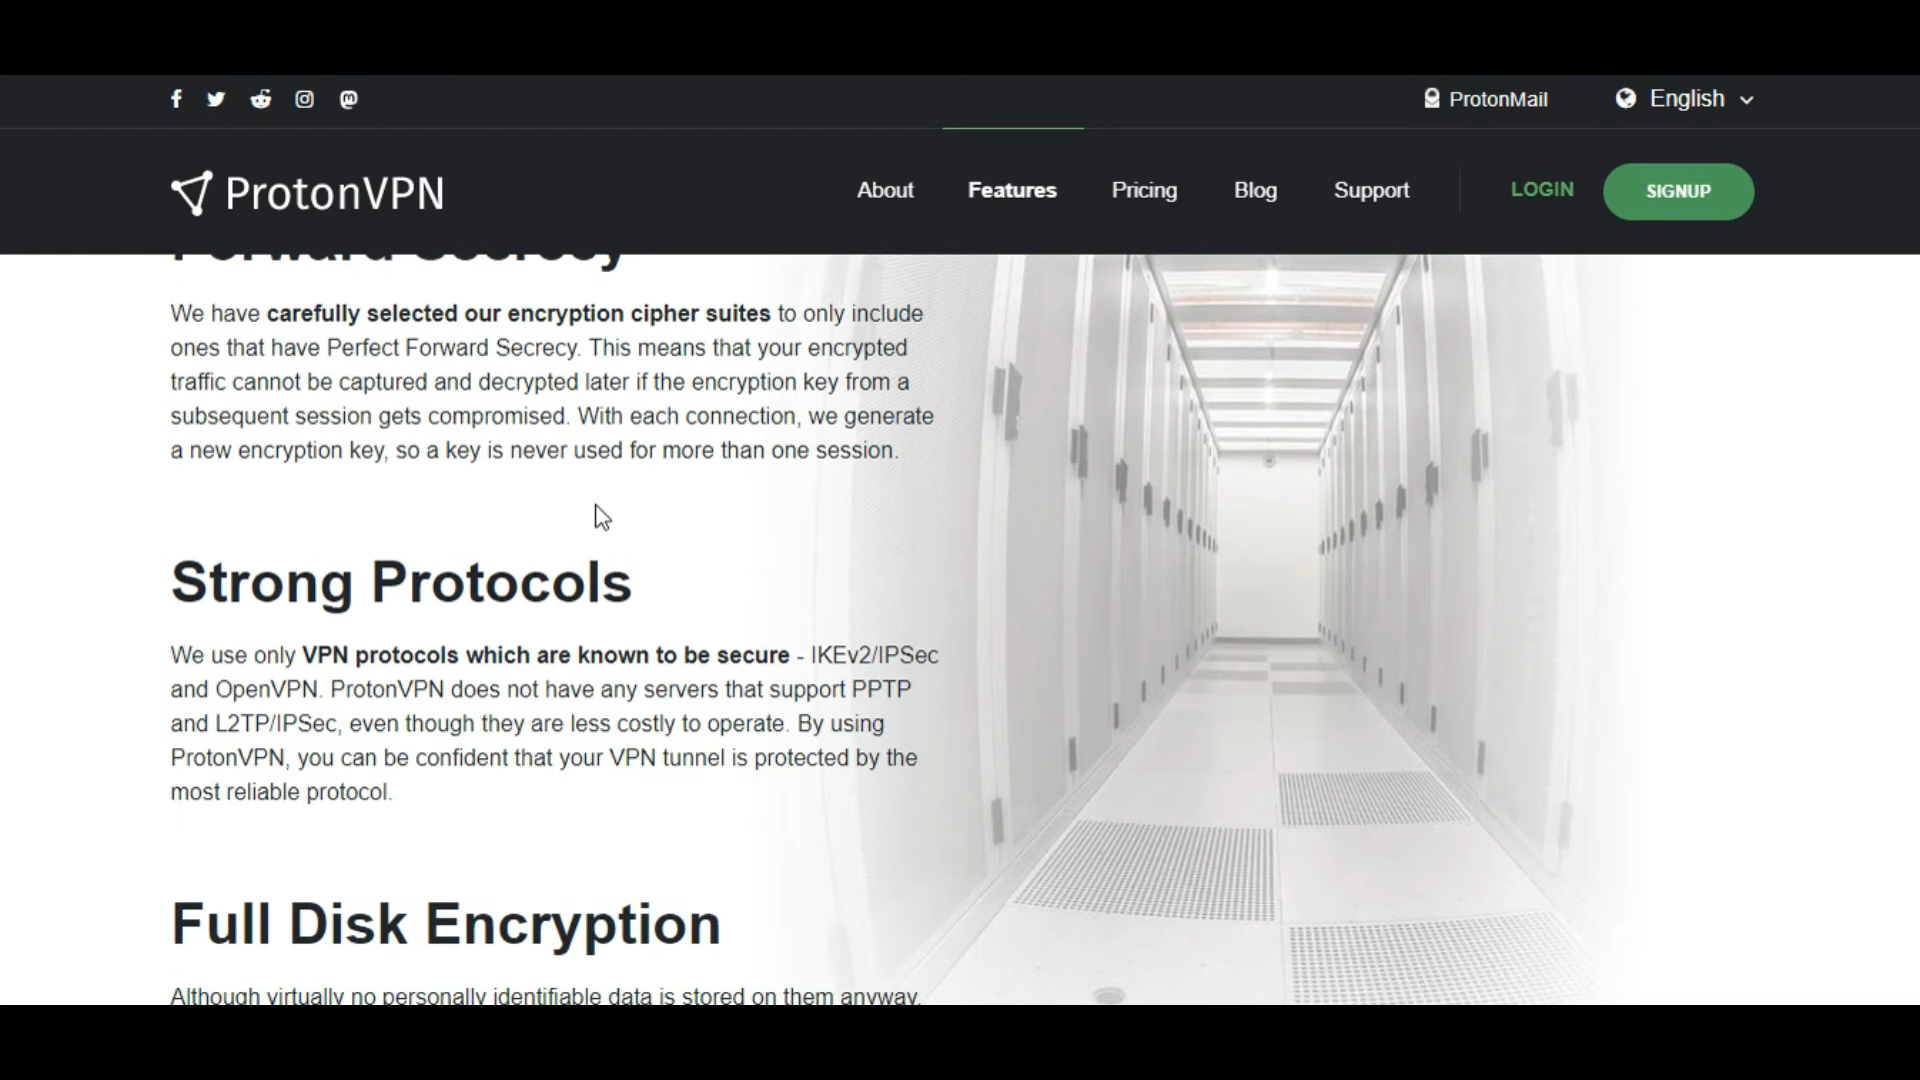 ProtonMail
English
ProtonVPN
About
Features
Pricing
Blog
Support
LOGIN
SIGNUP
Forward Secrecy
We have carefully selected our encryption cipher suites to only include
ones that have Perfect Forward Secrecy. This means that your encrypted
traffic cannot be captured and decrypted later if the encryption key from a
subsequent session gets compromised. With each connection, we generate
a new encryption key, so a key is never used for more than one session.
Strong Protocols
We use only VPN protocols which are known to be secure - IKEv2/IPSec
and OpenVPN. ProtonVPN does not have any servers that support PPTP
and L2TP/IPSec, even though they are less costly to operate. By using
ProtonVPN, you can be confident that your VPN tunnel is protected by the
most reliable protocol.
Full Disk Encryption
Although virtually no personally identifiable data is stored on them anyway,